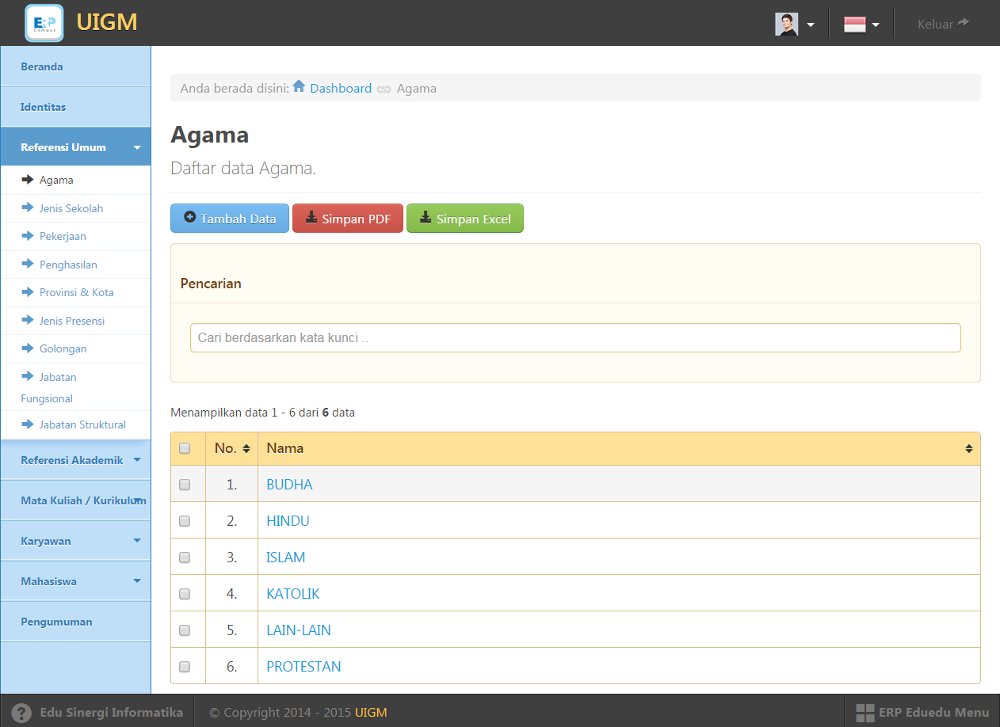 ERP
Campus
UIGM
Keluar
Beranda
Identitas
Referensi Umum
Agama
Jenis Sekolah
Pekerjaan
Penghasilan
Provinsi & Kota
Jenis Presensi
Golongan
Jabatan
Fungsional
Jabatan Struktural
Referensi Akademik
Mata Kuliah / Kurikulum
Karyawan
Mahasiswa
Pengumuman
Anda berada disini: Dashboard Agama
Agama
Daftar data Agama.
Tambah Data Simpan PDF Simpan Excel
Pencarian
Cari berdasarkan kata kunci ..
Menampilkan data 1 - 6 dari 6 data
No. Nama
1. BUDHA
2. HINDU
3. ISLAM
4. KATOLIK
5. LAIN-LAIN
6. PROTESTAN
? Edu Sinergi Informatika
© Copyright 2014 - 2015 UIGM
ERP Eduedu Menu